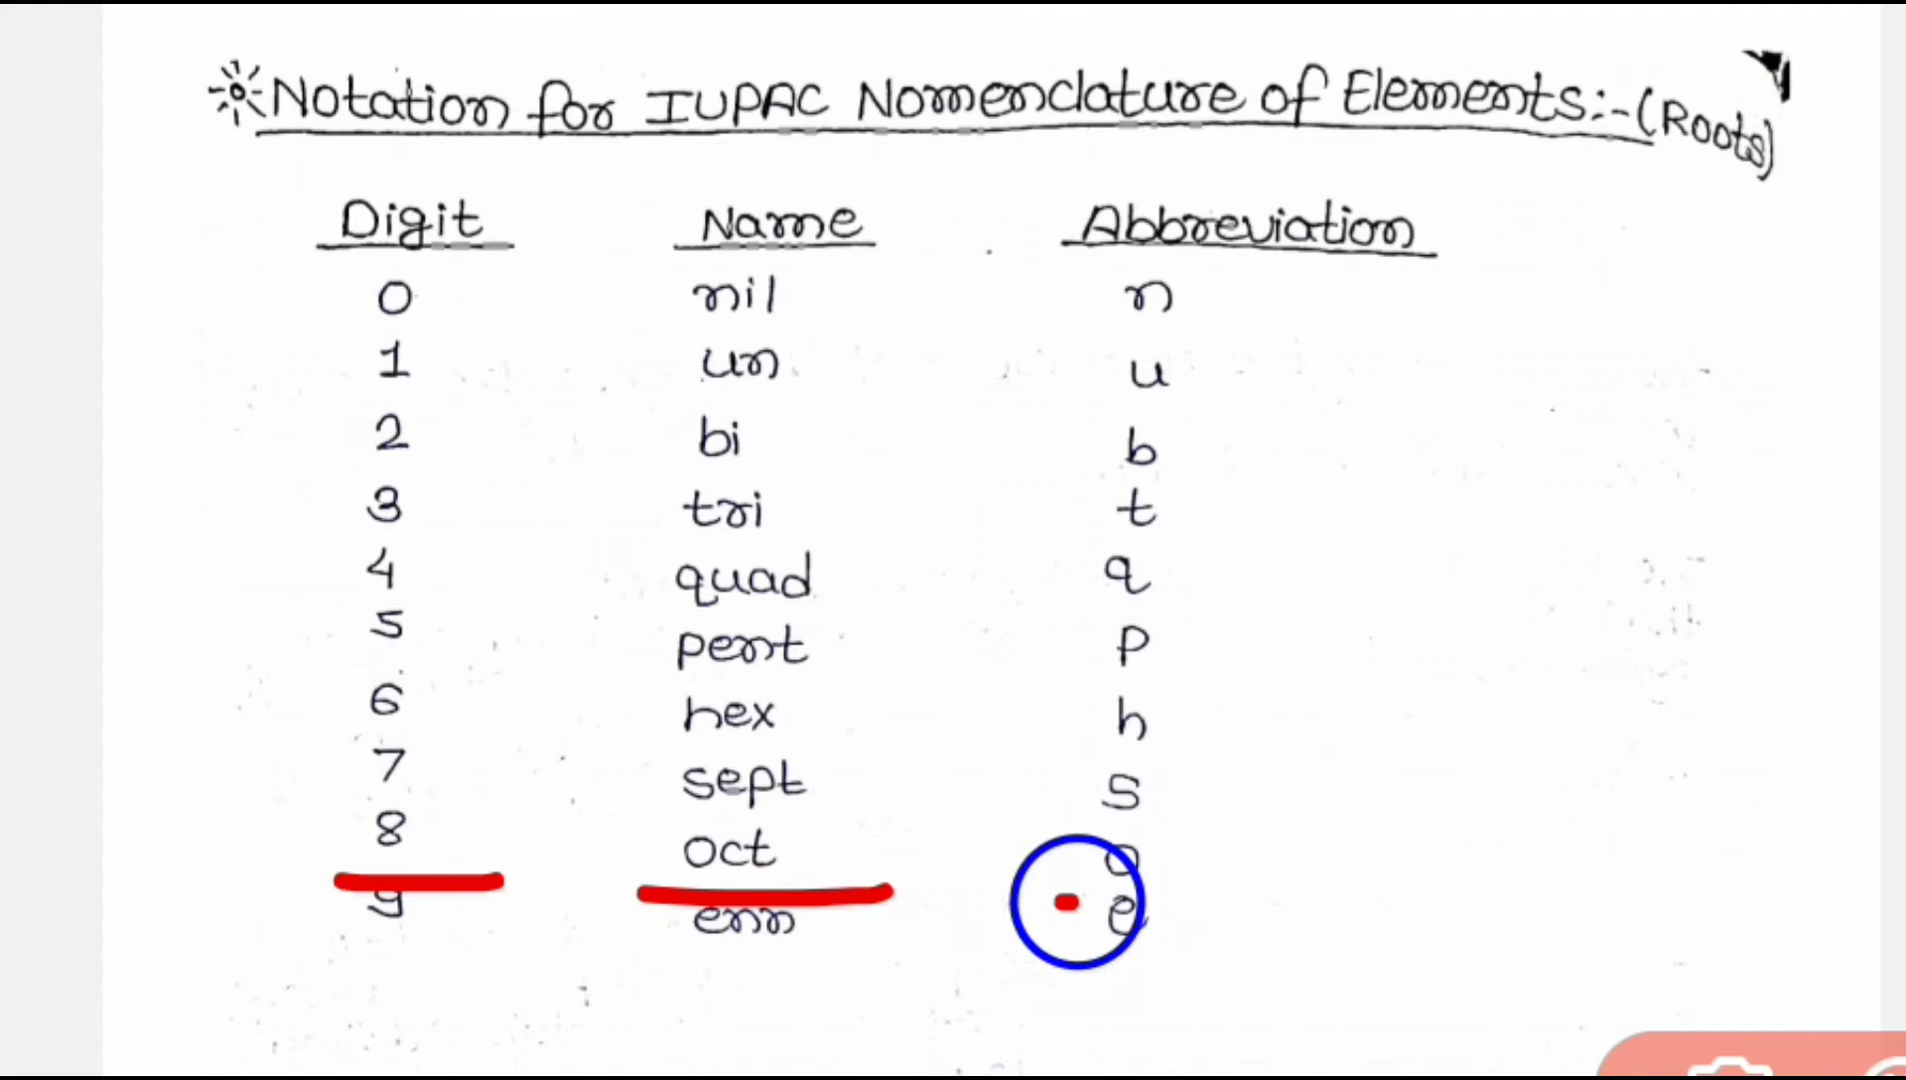 Notation for IUPAC Nomenclature of Elements:-(Roots)
Digit Name Abbreviation
0 nil n
1 un u
2 bi b
3 tri t
4 quad q
5 pent p
6 hex h
7 sept s
8 oct o
9 enn e